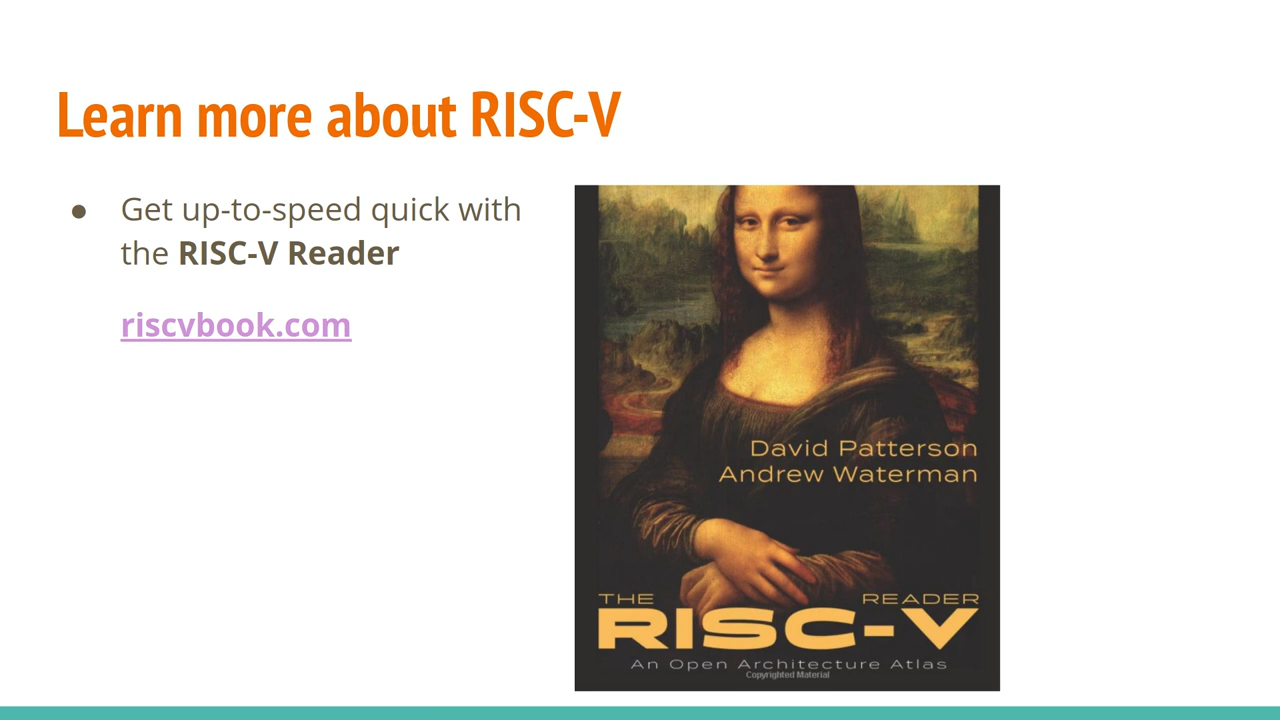 Learn more about RISC-V
● Get up-to-speed quick with
the RISC-V Reader
riscvbook.com
David Patterson
Andrew Waterman
THE READER
RISC-V
An Open Architecture Atlas
Copyrighted Material